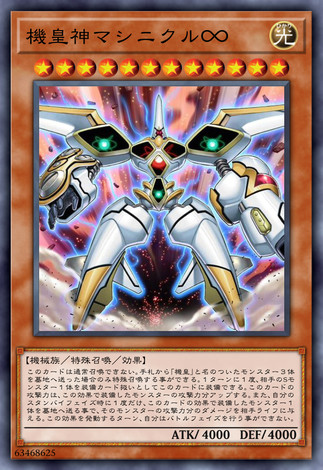 機皇神マシニクル∞
光
[機械族／特殊召喚／効果]
このカードは通常召喚できない。手札から「機皇」と名のついたモンスター３体
を墓地へ送った場合のみ特殊召喚する事ができる。１ターンに１度、相手のS
モンスター１体を装備カード扱いとしてこのカードに装備できる。このカードの
攻撃力は、この効果で装備したモンスターの攻撃力分アップする。また、自分の
スタンバイフェイズ時に１度だけ、このカードの効果で装備したモンスター１
体を墓地へ送る事で、そのモンスターの攻撃力分のダメージを相手ライフに与
える。この効果を発動するターン、自分はバトルフェイズを行う事ができない。
ATK/ 4000 DEF/ 4000
63468625